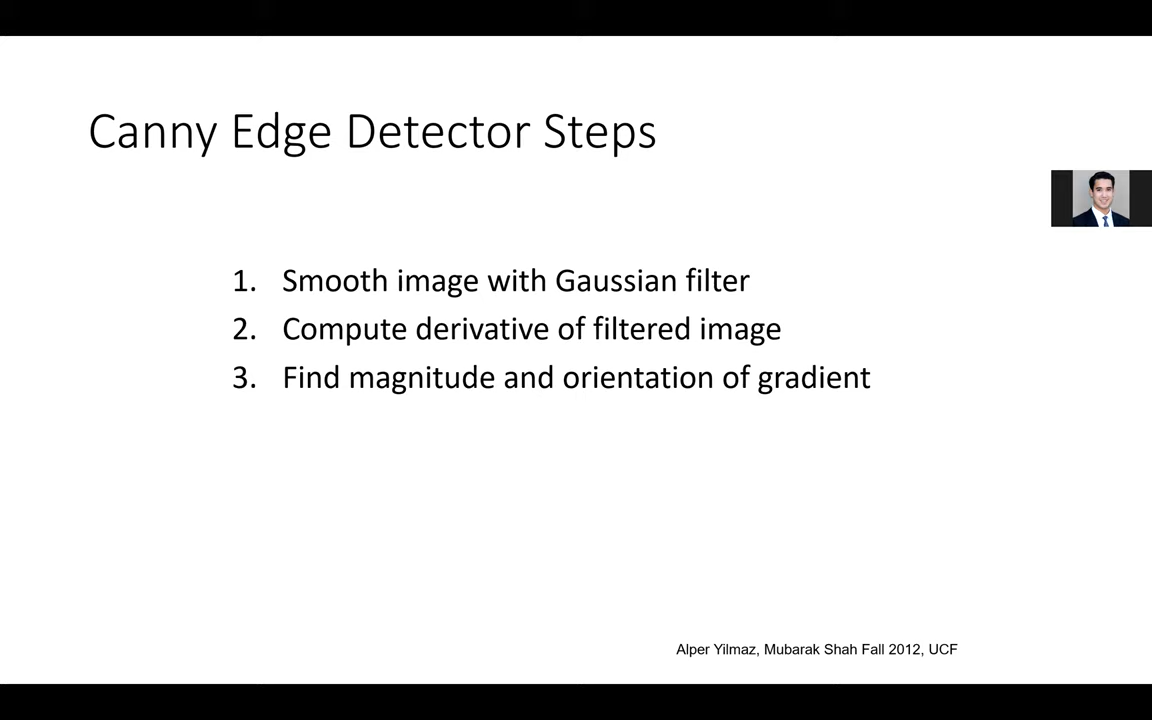 Canny Edge Detector Steps
1. Smooth image with Gaussian filter
2. Compute derivative of filtered image
3. Find magnitude and orientation of gradient
Alper Yilmaz, Mubarak Shah Fall 2012, UCF